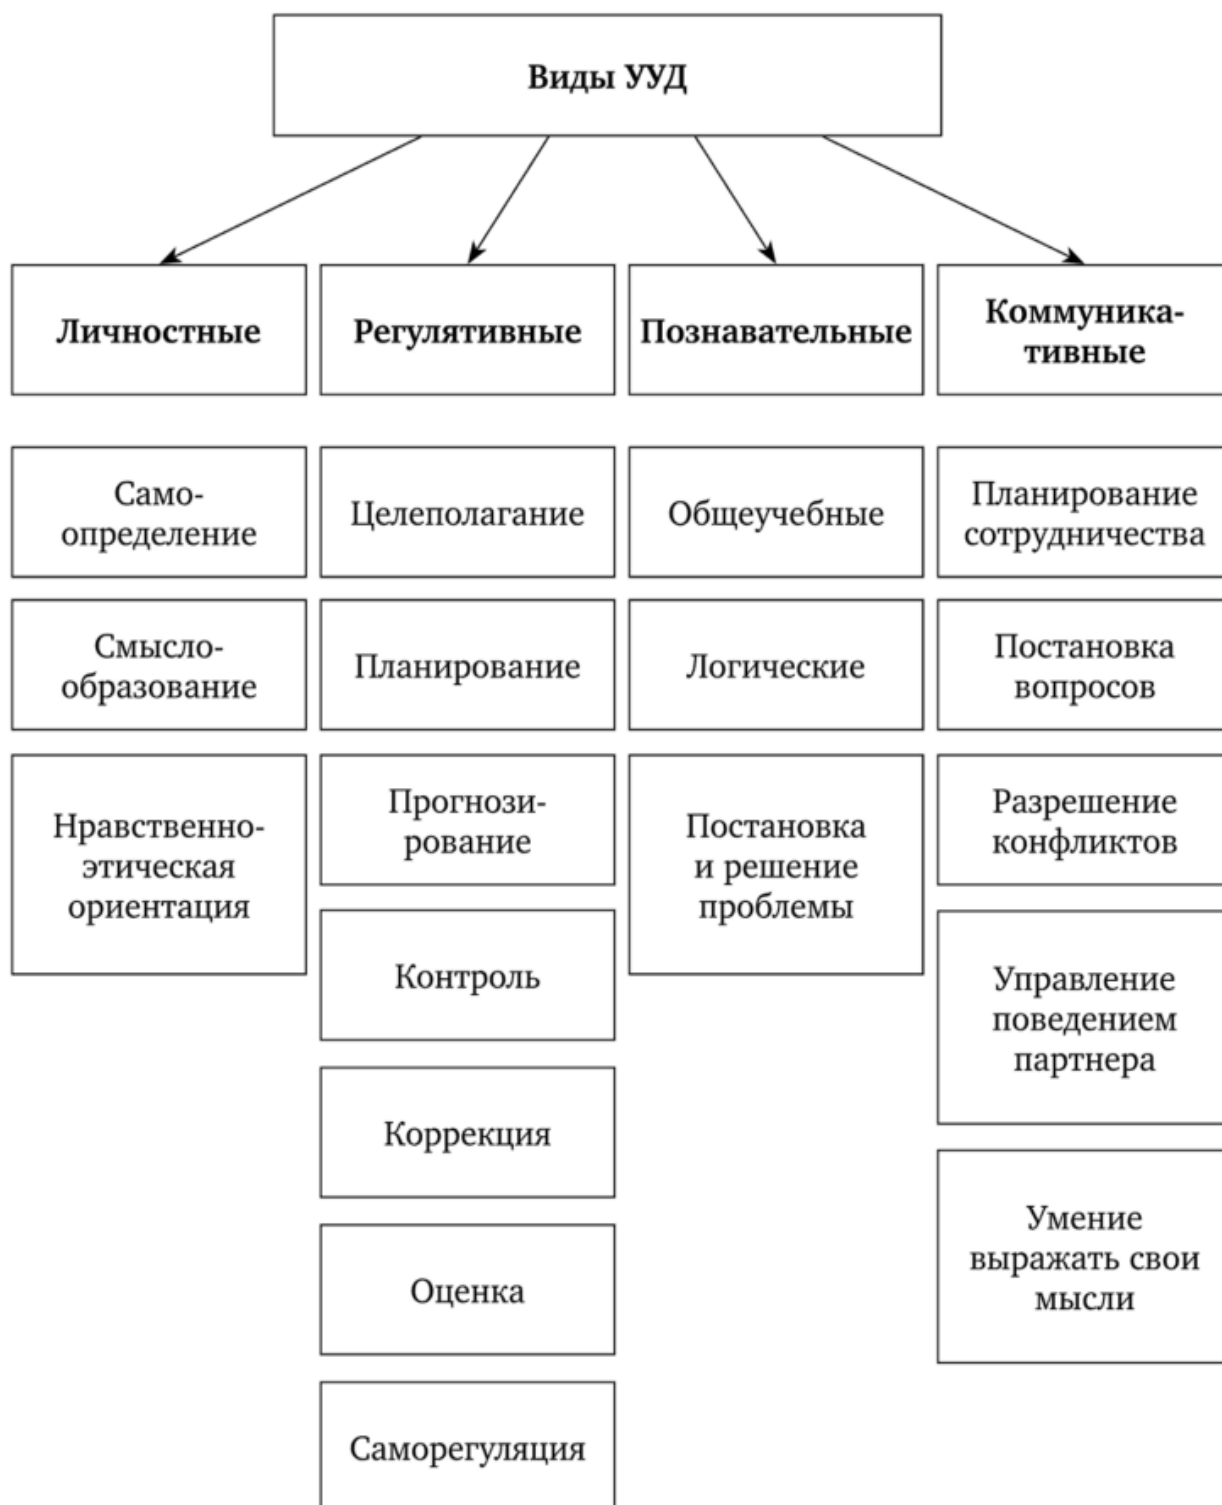 Виды УУД
Личностные
Регулятивные
Познавательные
Коммуника-
тивные
Само-
определение
Целеполагание
Общеучебные
Планирование
сотрудничества
Смысло-
образование
Планирование
Логические
Постановка
вопросов
Нравственно-
этическая
ориентация
Прогнози-
рование
Постановка
и решение
проблемы
Разрешение
конфликтов
Контроль
Управление
поведением
партнера
Коррекция
Умение
выражать свои
мысли
Оценка
Саморегуляция